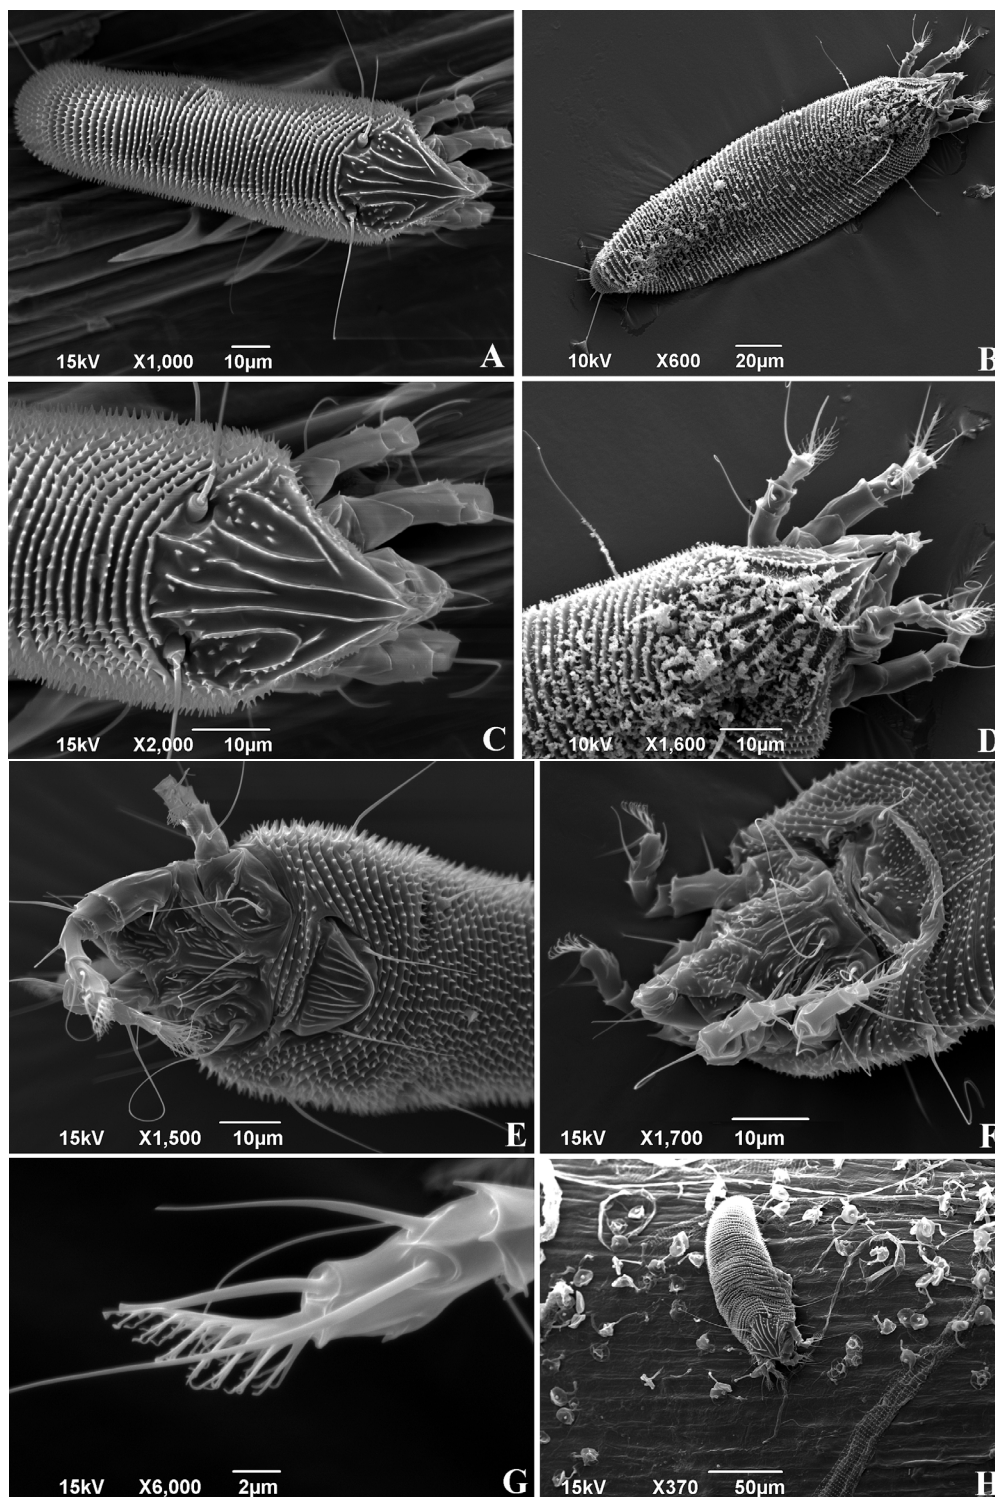 15kV X1,000 10µm A
10kV X600 20µm B
15kV X2,000 10µm C
10kV X1,600 10µm D
15kV X1,500 10µm E
15kV X1,700 10µm F
15kV X6,000 2µm G
15kV X370 50µm H